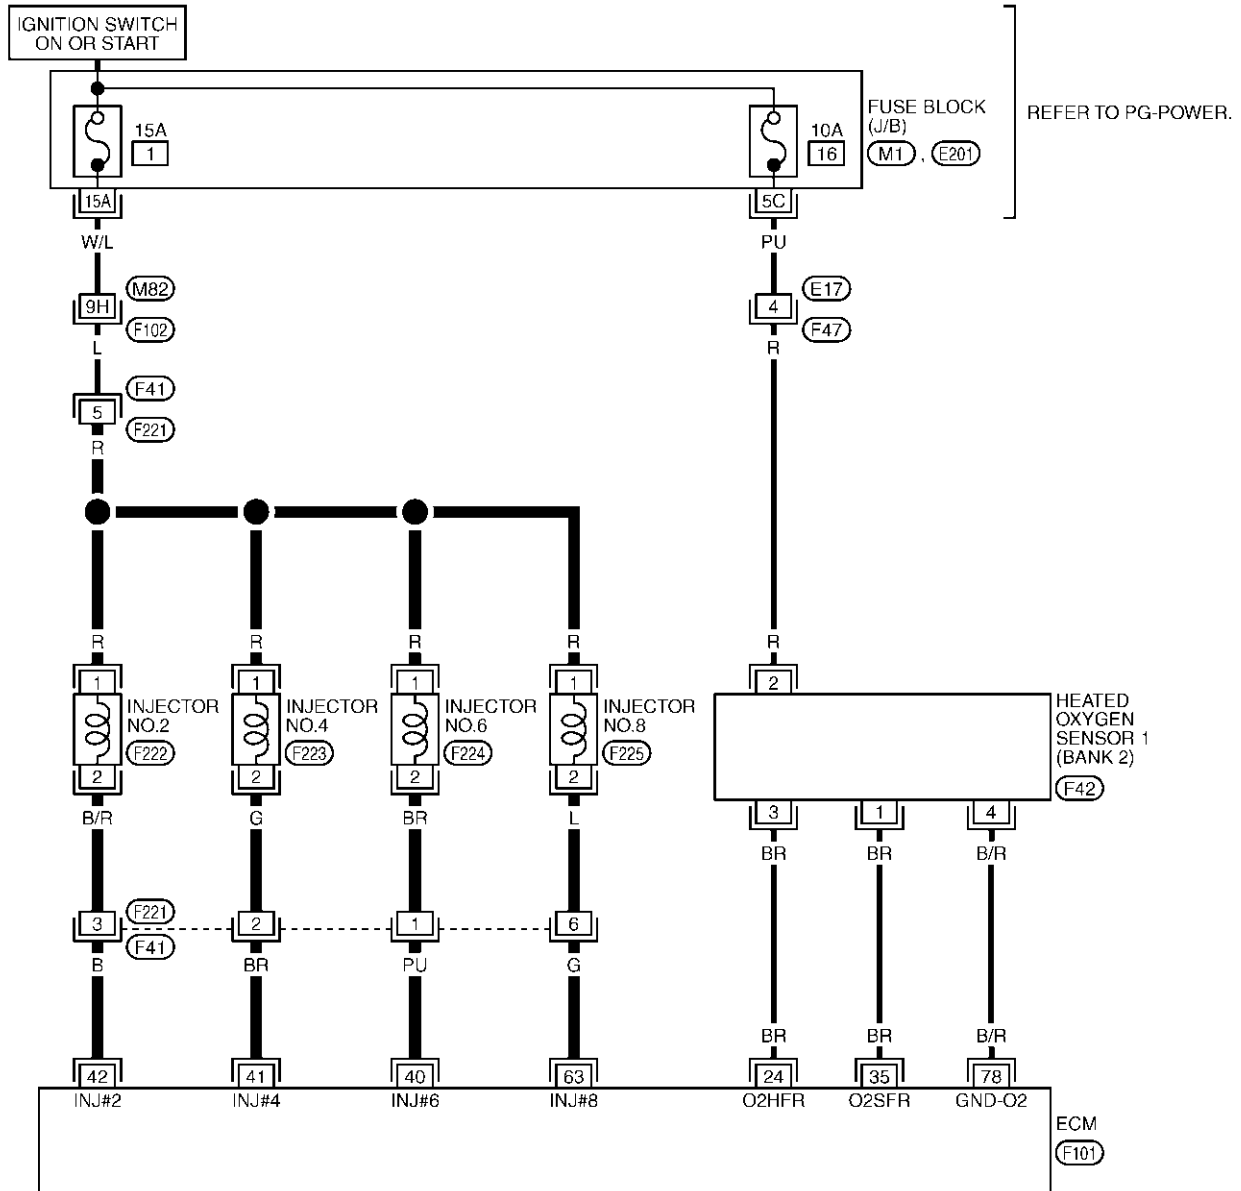 IGNITION SWITCH
ON OR START
REFER TO PG-POWER.
FUSE BLOCK
(J/B)
M1 , E201
15A
1
10A
16
15A
5C
W/L
PU
M82
9H
F102
E17
4
F47
L
R
F41
5
F221
R
R
R
R
R
R
1
1
1
1
2
INJECTOR
NO.2
F222
INJECTOR
NO.4
F223
INJECTOR
NO.6
F224
INJECTOR
NO.8
F225
HEATED
OXYGEN
SENSOR 1
(BANK 2)
F42
2
2
2
2
3
1
4
B/R
G
BR
L
BR
BR
B/R
3
F221
F41
2
1
6
B
BR
PU
G
BR
BR
B/R
42
41
40
63
24
35
78
INJ#2
INJ#4
INJ#6
INJ#8
O2HFR
O2SFR
GND-O2
ECM
F101